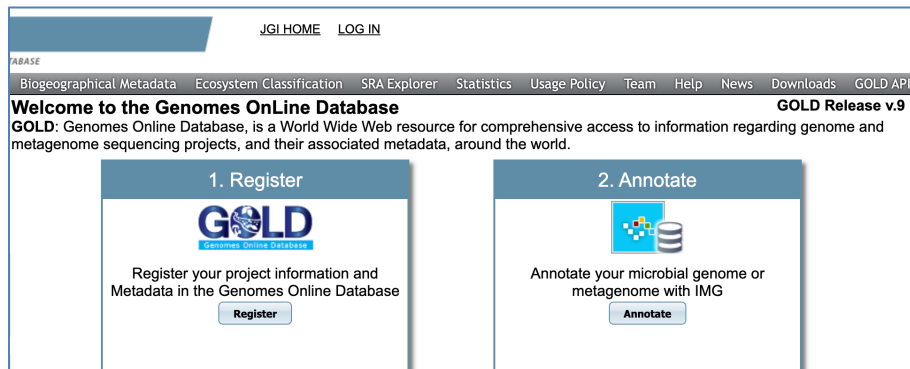 JGI HOME LOG IN
TABASE
Biogeographical Metadata Ecosystem Classification SRA Explorer Statistics Usage Policy Team Help News Downloads GOLD API
Welcome to the Genomes OnLine Database
GOLD Release v.9
GOLD: Genomes Online Database, is a World Wide Web resource for comprehensive access to information regarding genome and
metagenome sequencing projects, and their associated metadata, around the world.
1. Register
GOLD
Genomes Online Database
Register your project information and
Metadata in the Genomes Online Database
Register
2. Annotate
Annotate your microbial genome or
metagenome with IMG
Annotate